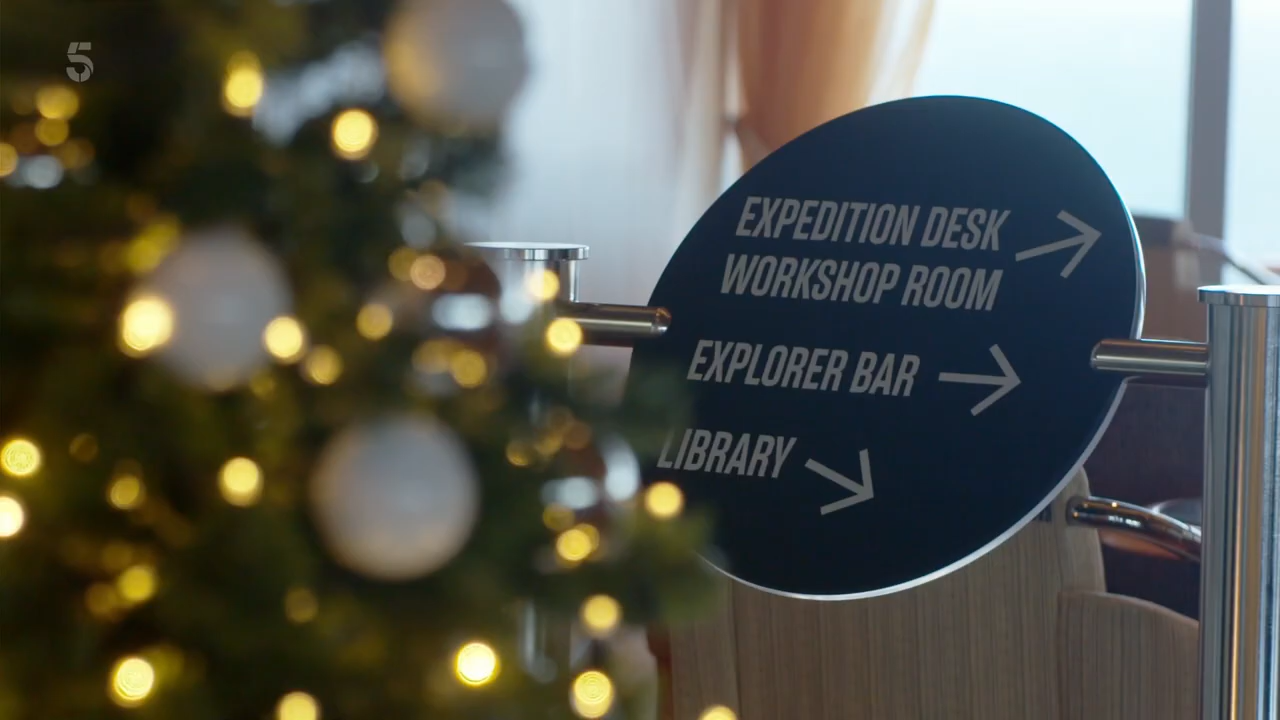 5
EXPEDITION DESK
WORKSHOP ROOM
EXPLORER BAR
LIBRARY